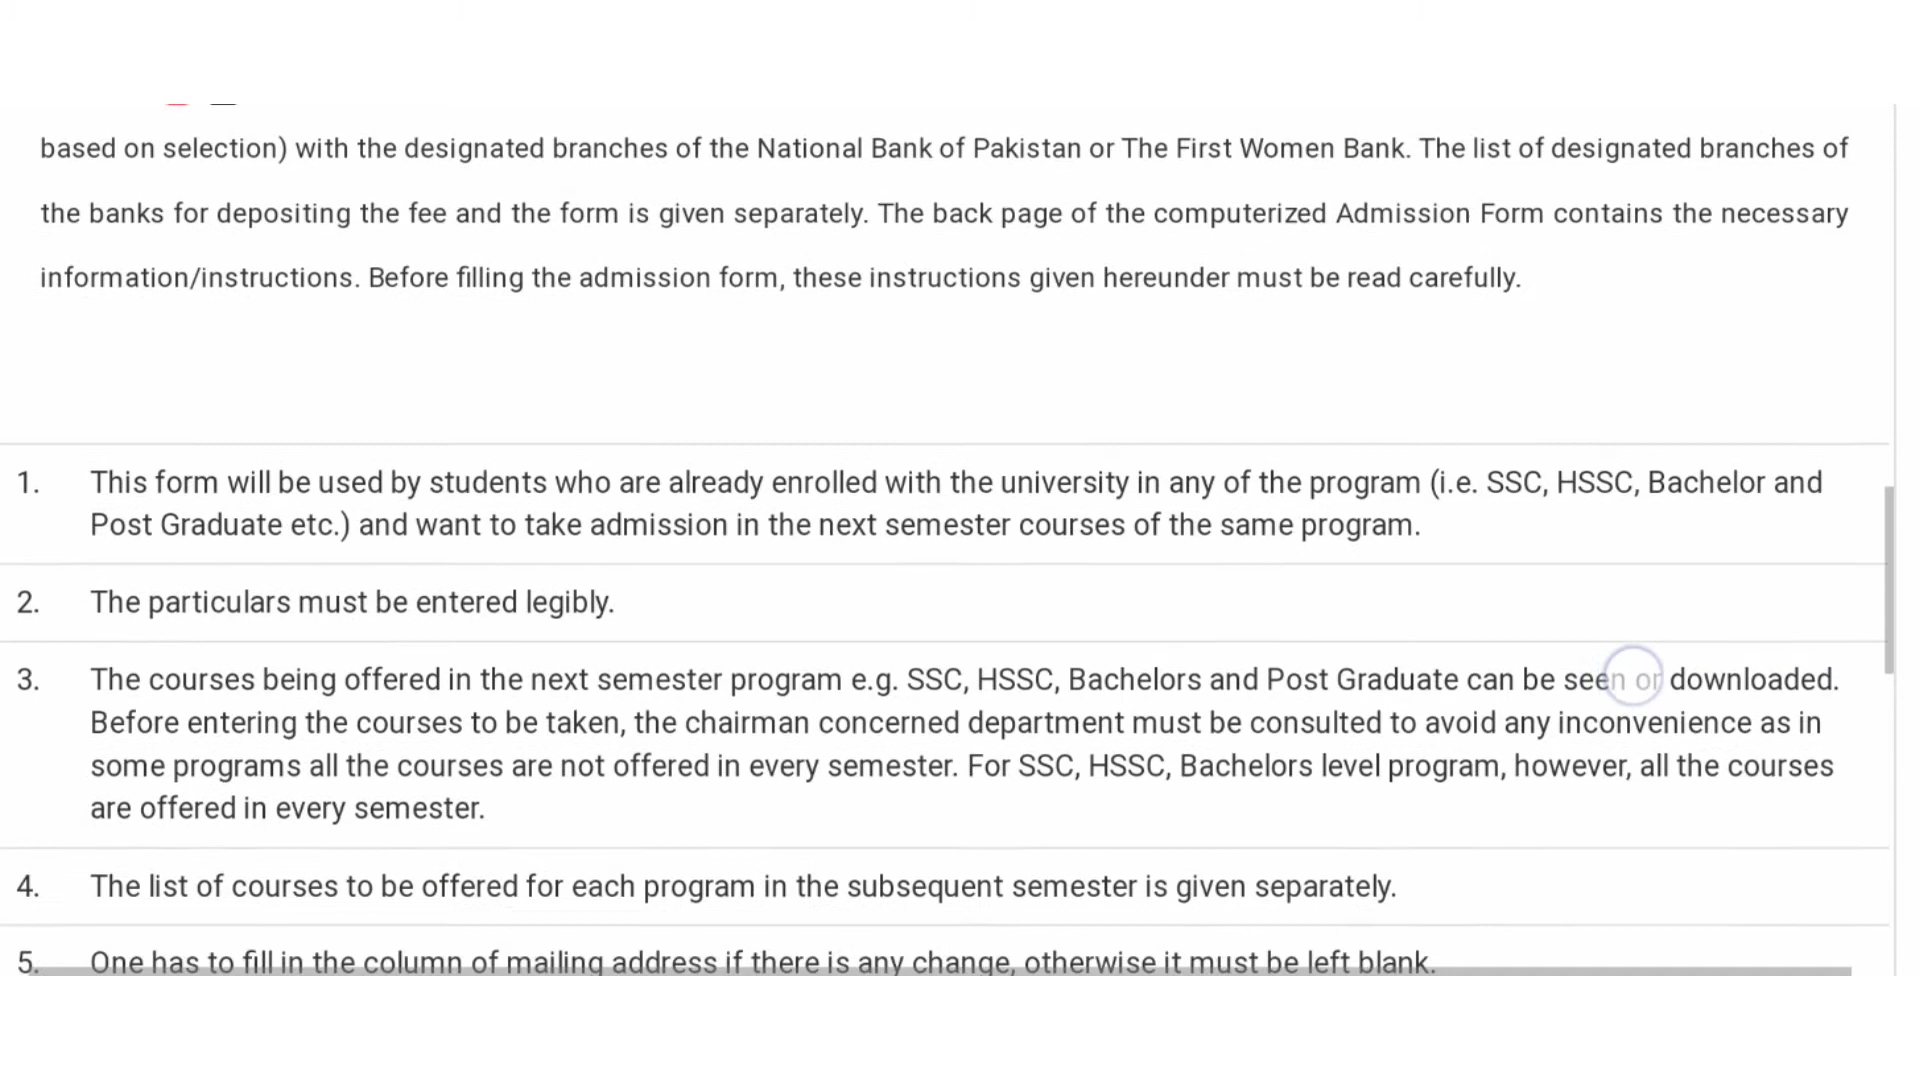 based on selection) with the designated branches of the National Bank of Pakistan or The First Women Bank. The list of designated branches of
the banks for depositing the fee and the form is given separately. The back page of the computerized Admission Form contains the necessary
information/instructions. Before filling the admission form, these instructions given hereunder must be read carefully.
1. This form will be used by students who are already enrolled with the university in any of the program (i.e. SSC, HSSC, Bachelor and
Post Graduate etc.) and want to take admission in the next semester courses of the same program.
2. The particulars must be entered legibly.
3. The courses being offered in the next semester program e.g. SSC, HSSC, Bachelors and Post Graduate can be seen or downloaded.
Before entering the courses to be taken, the chairman concerned department must be consulted to avoid any inconvenience as in
some programs all the courses are not offered in every semester. For SSC, HSSC, Bachelors level program, however, all the courses
are offered in every semester.
4. The list of courses to be offered for each program in the subsequent semester is given separately.
5. One has to fill in the column of mailing address if there is any change, otherwise it must be left blank.